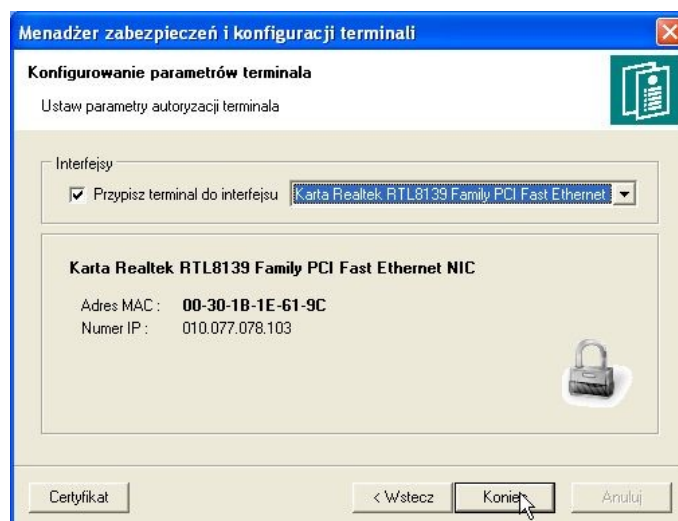 Menadżer zabezpieczeń i konfiguracji terminali
Konfigurowanie parametrów terminala
Ustaw parametry autoryzacji terminala
Interfejsy
Przypisz terminal do interfejsu Karta Realtek RTL8139 Family PCI Fast Ethernet
Karta Realtek RTL8139 Family PCI Fast Ethernet NIC
Adres MAC : 00-30-1B-1E-61-9C
Numer IP : 010.077.078.103
Certyfikat < Wstecz Koniec Anuluj